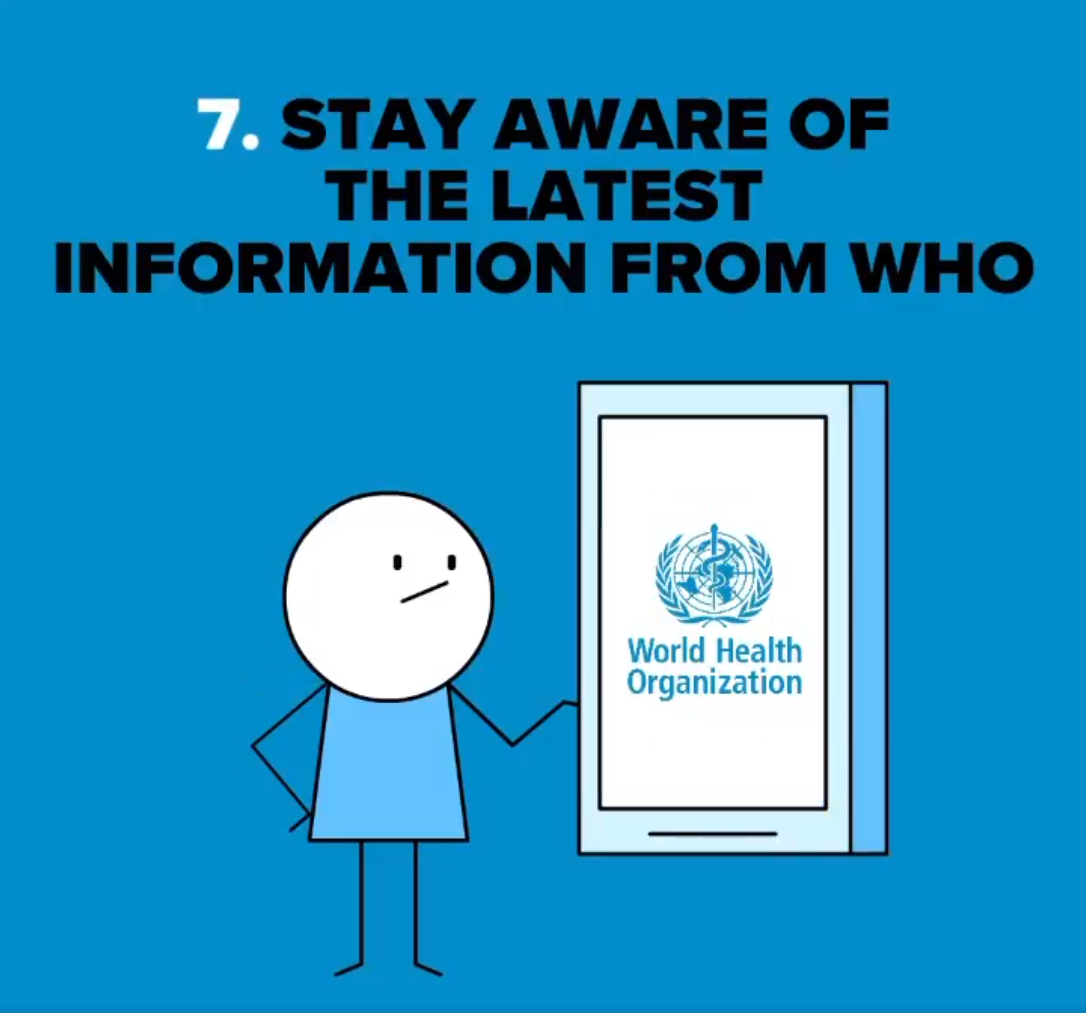 7. STAY AWARE OF
THE LATEST
INFORMATION FROM WHO
World Health
Organization